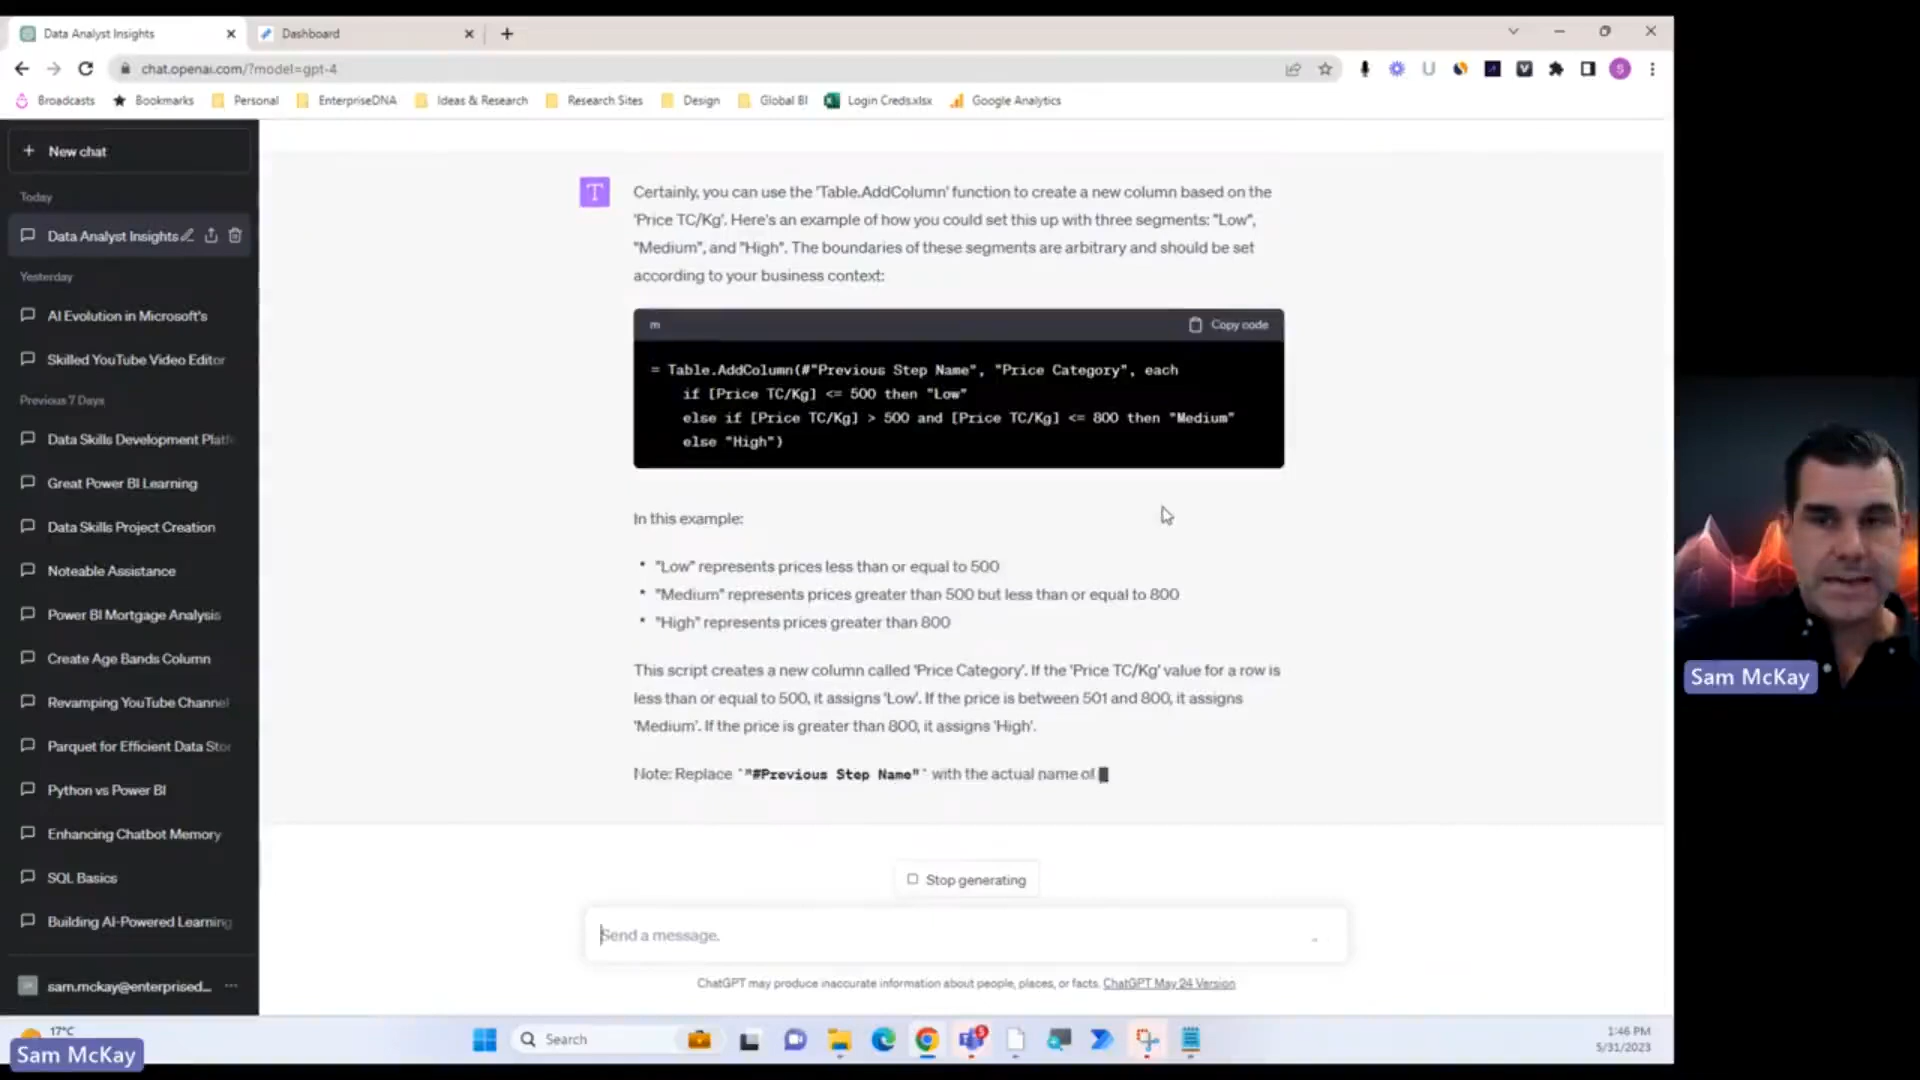 Data Analyst Insights
Dashboard
chat.openai.com/?model=gpt-4
Broadcasts
Bookmarks
Personal
EnterpriseDNA
Ideas & Research
Research Sites
Design
Global BI
Login Creds.xlsx
Google Analytics
New chat
Today
Data Analyst Insights
Yesterday
AI Evolution in Microsoft's
Skilled YouTube Video Editor
Previous 7 Days
Data Skills Development Platf
Great Power BI Learning
Data Skills Project Creation
Noteable Assistance
Power BI Mortgage Analysis
Create Age Bands Column
Revamping YouTube Channel
Parquet for Efficient Data Stor
Python vs Power BI
Enhancing Chatbot Memory
SQL Basics
Building AI-Powered Learning
sam.mckay@enterprised...
T
Certainly, you can use the 'Table.AddColumn' function to create a new column based on the
'Price TC/Kg'. Here's an example of how you could set this up with three segments: "Low",
"Medium", and "High". The boundaries of these segments are arbitrary and should be set
according to your business context:
m
Copy code
= Table.AddColumn(#"Previous Step Name", "Price Category", each
if [Price TC/Kg] <= 500 then "Low"
else if [Price TC/Kg] > 500 and [Price TC/Kg] <= 800 then "Medium"
else "High")
In this example:
• "Low" represents prices less than or equal to 500
• "Medium" represents prices greater than 500 but less than or equal to 800
• "High" represents prices greater than 800
This script creates a new column called 'Price Category'. If the 'Price TC/Kg' value for a row is
less than or equal to 500, it assigns 'Low'. If the price is between 501 and 800, it assigns
'Medium'. If the price is greater than 800, it assigns 'High'.
Note: Replace `"#Previous Step Name"` with the actual name of
Stop generating
Send a message.
ChatGPT may produce inaccurate information about people, places, or facts. ChatGPT May 24 Version
Sam McKay
17°C
Sam McKay
Search
5
1:46 PM
5/31/2023
S
U
V